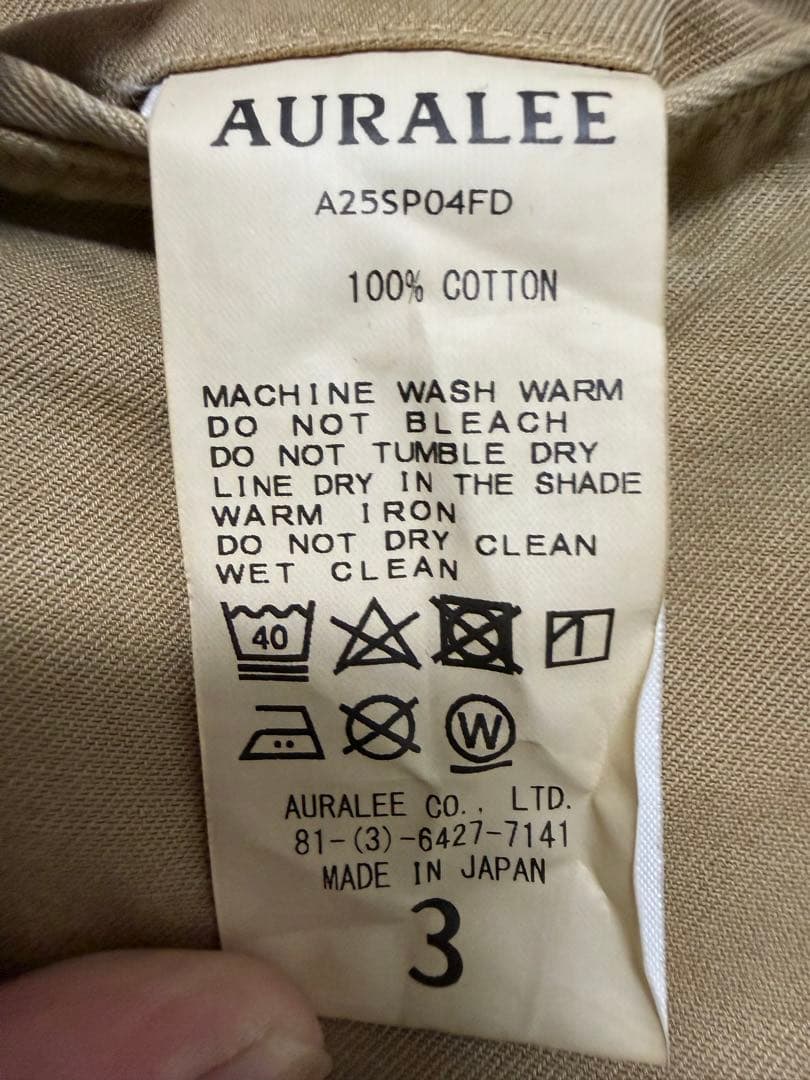 AURALEE
A25SP04FD
100% COTTON
MACHINE WASH WARM
DO NOT BLEACH
DO NOT TUMBLE DRY
LINE DRY IN THE SHADE
WARM IRON
DO NOT DRY CLEAN
WET CLEAN
40
W
AURALEE CO., LTD.
81-(3)-6427-7141
MADE IN JAPAN
3